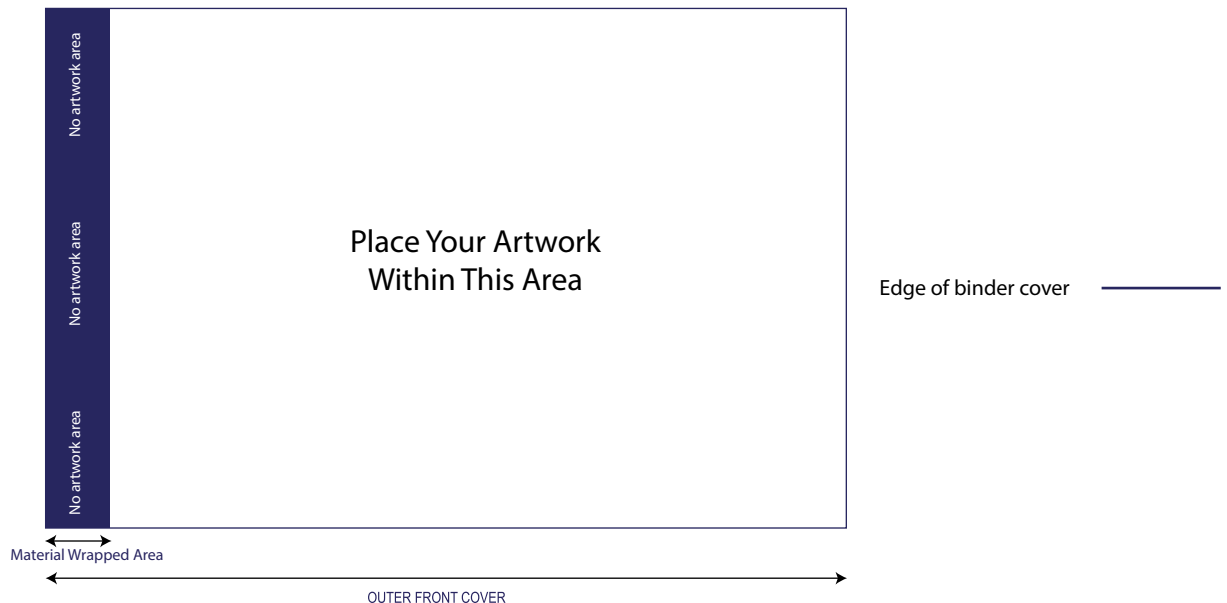 No artwork area
No artwork area
No artwork area
Place Your Artwork
Within This Area
Edge of binder cover
Material Wrapped Area
OUTER FRONT COVER